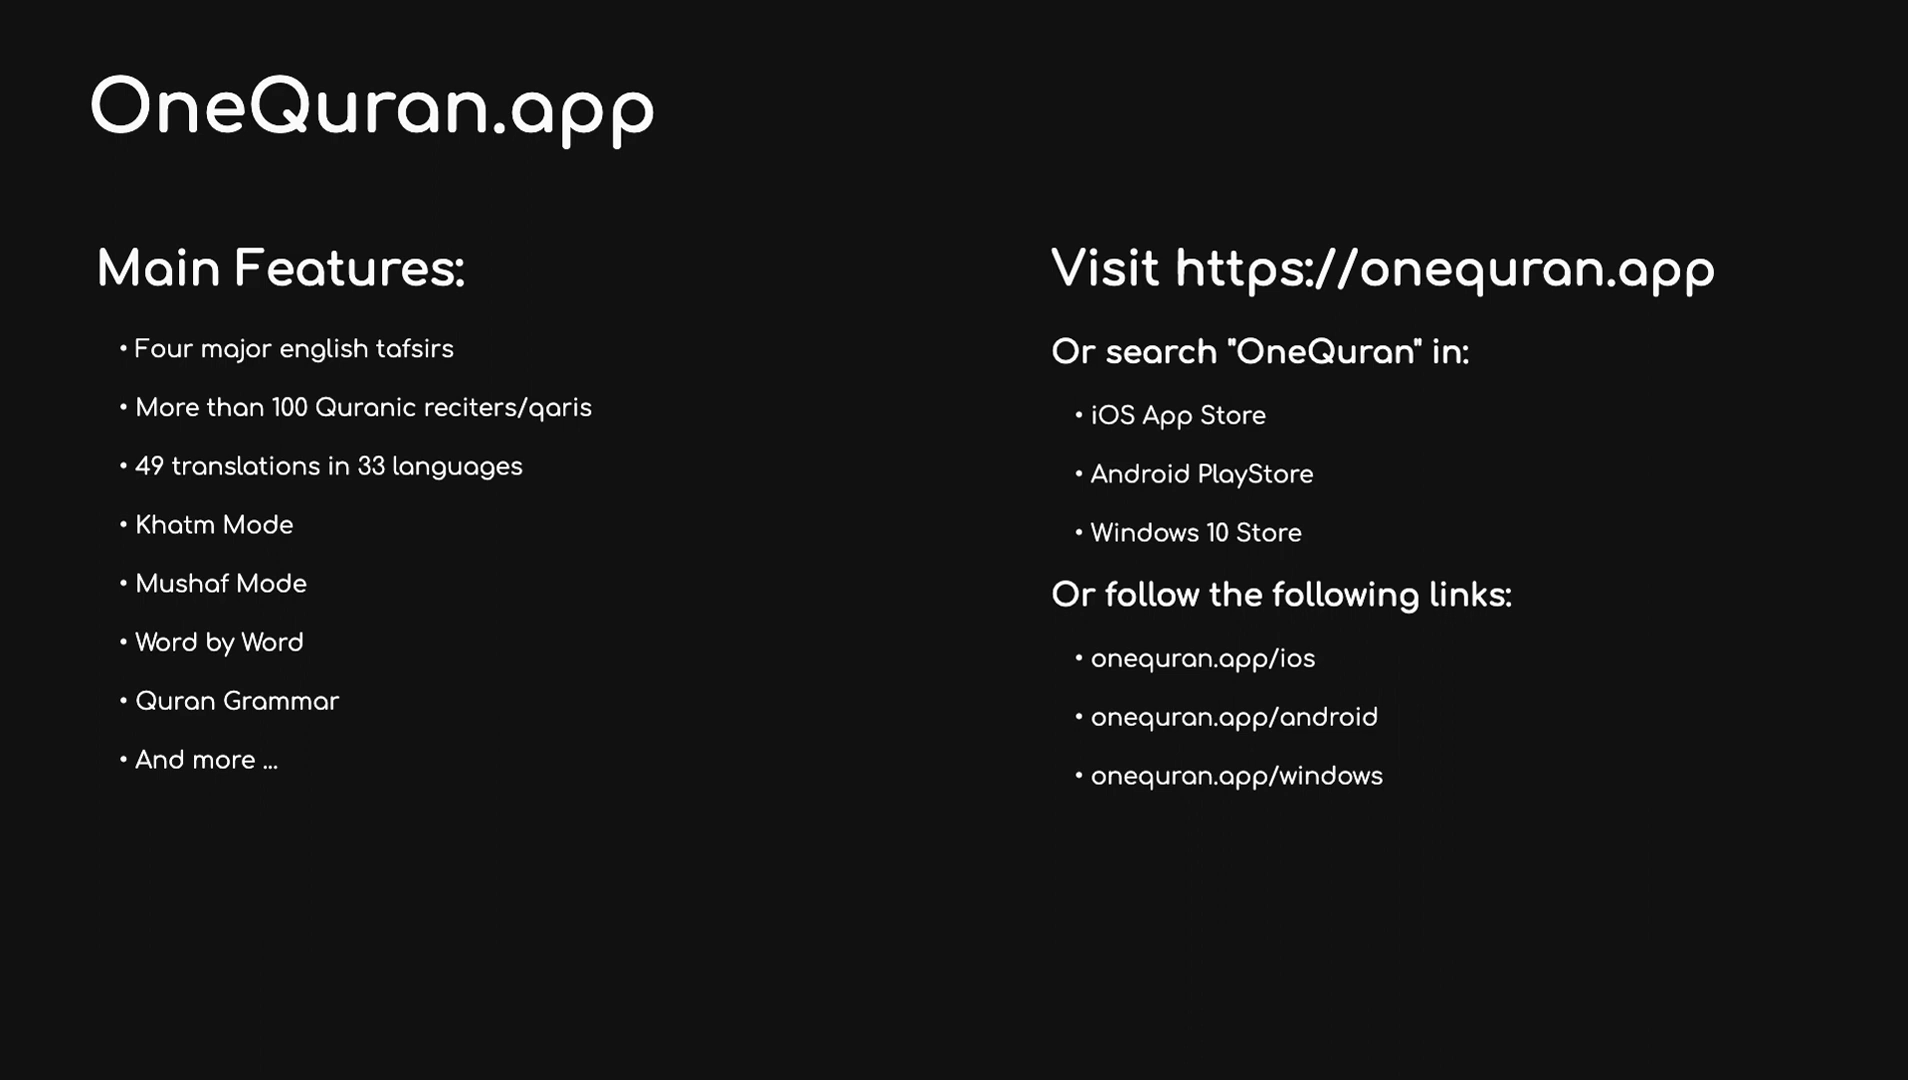 OneQuran.app
Main Features:
• Four major english tafsirs
• More than 100 Quranic reciters/qaris
• 49 translations in 33 languages
• Khatm Mode
• Mushaf Mode
• Word by Word
• Quran Grammar
• And more ...
Visit https://onequran.app
Or search "OneQuran" in:
• iOS App Store
• Android PlayStore
• Windows 10 Store
Or follow the following links:
• onequran.app/ios
• onequran.app/android
• onequran.app/windows